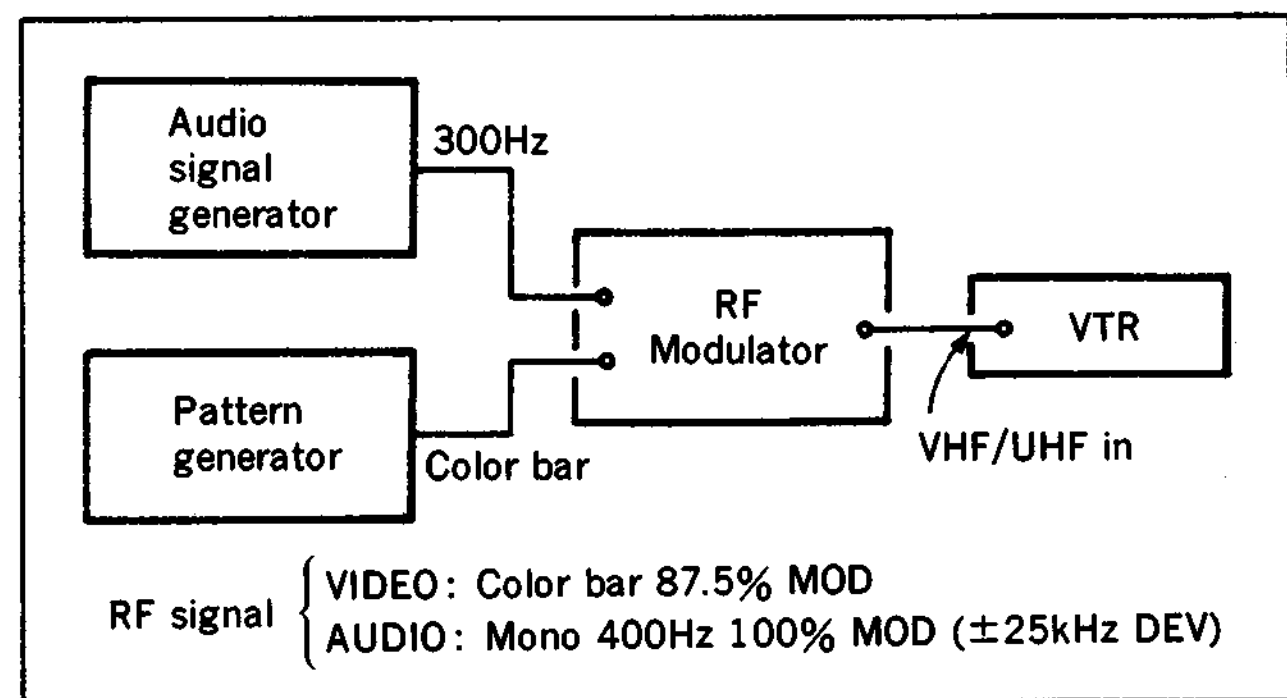 Audio
signal
generator
300Hz
RF
Modulator
VTR
Pattern
generator
Color bar
VHF/UHF in
RF signal
VIDEO: Color bar 87.5% MOD
AUDIO: Mono 400Hz 100% MOD (±25kHz DEV)